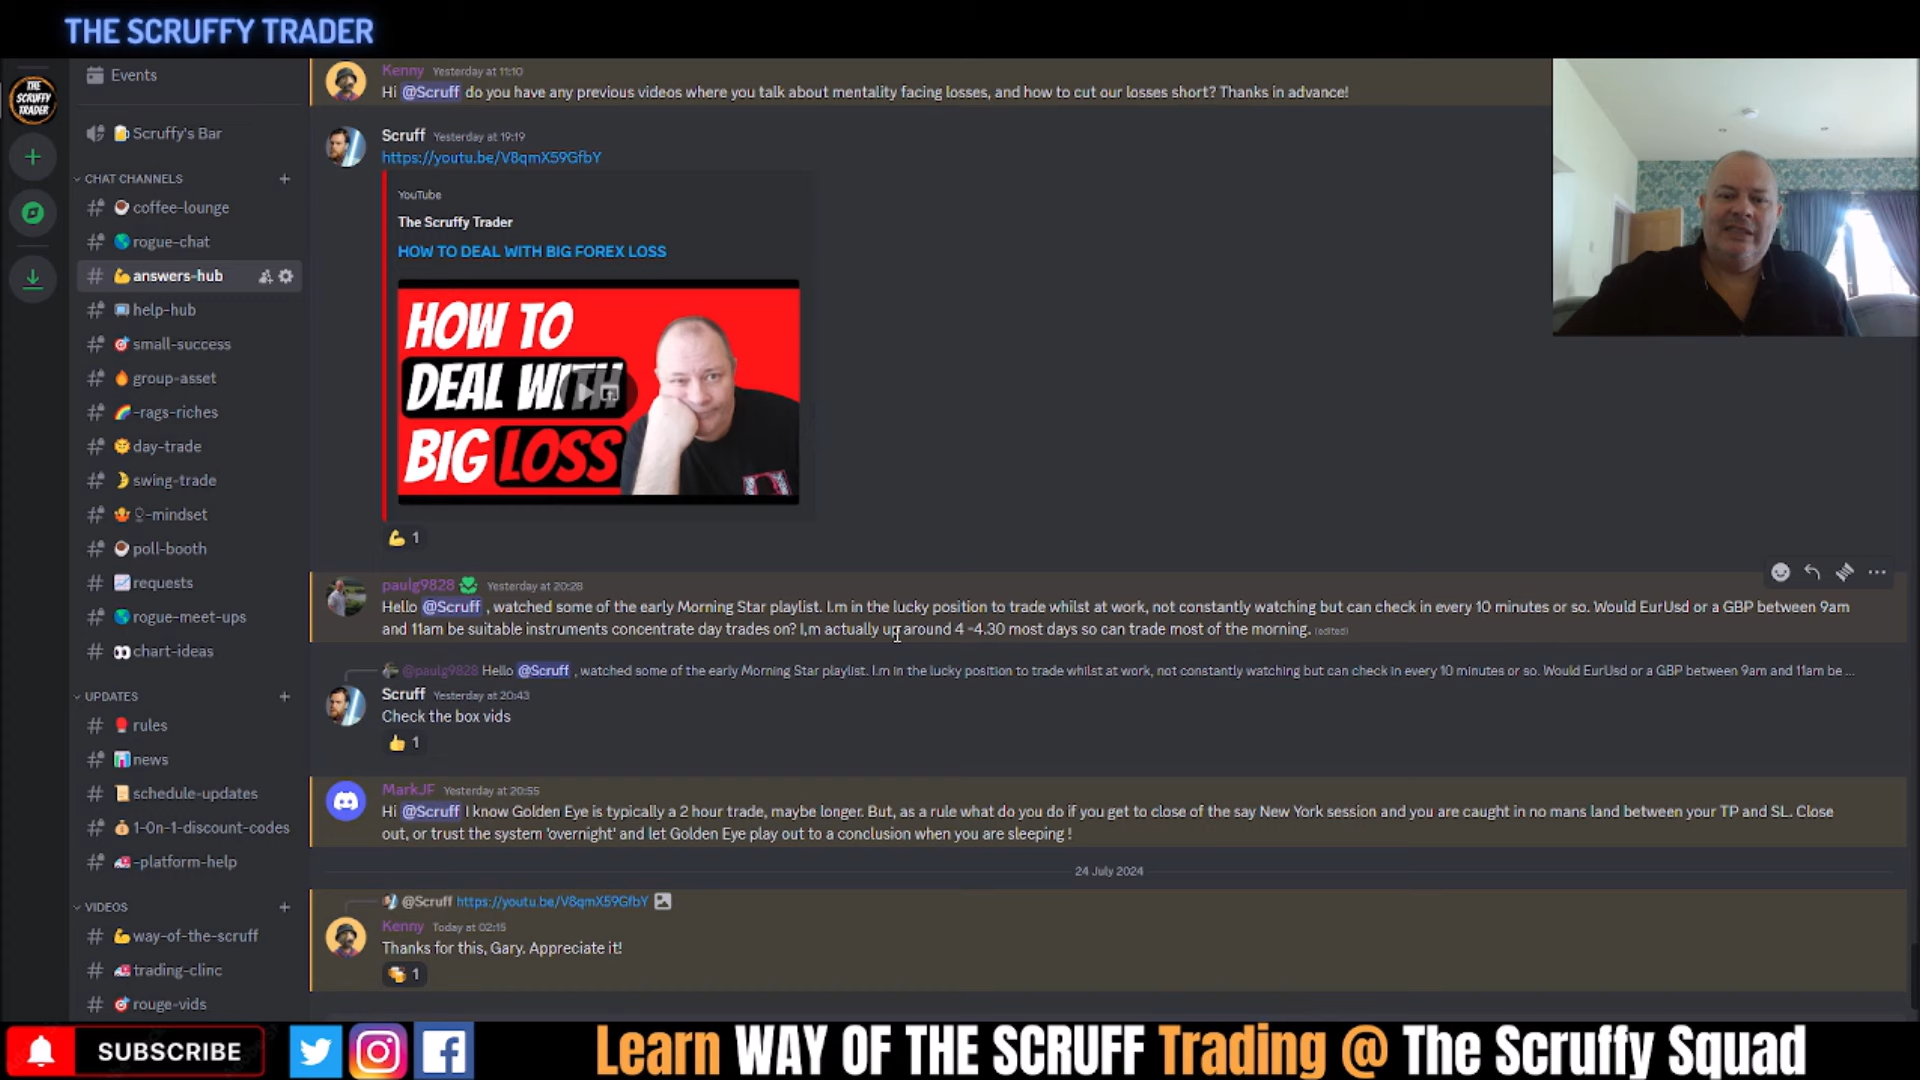 THE SCRUFFY TRADER
THE
SCRUFFY
TRADER
Events
Scruffy's Bar
CHAT CHANNELS
coffee-lounge
rogue-chat
answers-hub
help-hub
small-success
group-asset
-rags-riches
day-trade
swing-trade
-mindset
poll-booth
requests
rogue-meet-ups
chart-ideas
UPDATES
rules
news
schedule-updates
1-0n-1-discount-codes
-platform-help
VIDEOS
way-of-the-scruff
trading-clinc
rouge-vids
Kenny Yesterday at 11:10
Hi @Scruff do you have any previous videos where you talk about mentality facing losses, and how to cut our losses short? Thanks in advance!
Scruff Yesterday at 19:19
https://youtu.be/V8qmX59GfbY
YouTube
The Scruffy Trader
HOW TO DEAL WITH BIG FOREX LOSS
HOW TO
DEAL WITH
BIG LOSS
1
paulg9828 Yesterday at 20:28
Hello @Scruff , watched some of the early Morning Star playlist. I.m in the lucky position to trade whilst at work, not constantly watching but can check in every 10 minutes or so. Would EurUsd or a GBP between 9am
and 11am be suitable instruments concentrate day trades on? I,m actually up around 4 -4.30 most days so can trade most of the morning. (edited)
@paulg9828 Hello @Scruff , watched some of the early Morning Star playlist. I.m in the lucky position to trade whilst at work, not constantly watching but can check in every 10 minutes or so. Would EurUsd or a GBP between 9am and 11am be ...
Scruff Yesterday at 20:43
Check the box vids
1
MarkJF Yesterday at 20:55
Hi @Scruff I know Golden Eye is typically a 2 hour trade, maybe longer. But, as a rule what do you do if you get to close of the say New York session and you are caught in no mans land between your TP and SL. Close
out, or trust the system 'overnight' and let Golden Eye play out to a conclusion when you are sleeping !
24 July 2024
@Scruff https://youtu.be/V8qmX59GfbY
Kenny Today at 02:15
Thanks for this, Gary. Appreciate it!
1
SUBSCRIBE
Learn WAY OF THE SCRUFF Trading @ The Scruffy Squad